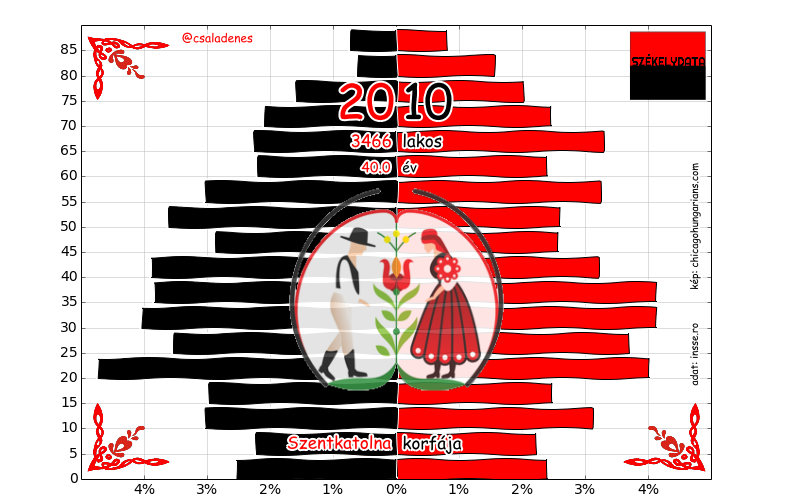 @csaladenes
SZÉKELYDATA
2010
3466 lakos
40.0 év
kép: chicagohungarians.com
adat: insse.ro
Szentkatolna korfája
85
80
75
70
65
60
55
50
45
40
35
30
25
20
15
10
5
0
4% 3% 2% 1% 0% 1% 2% 3% 4%